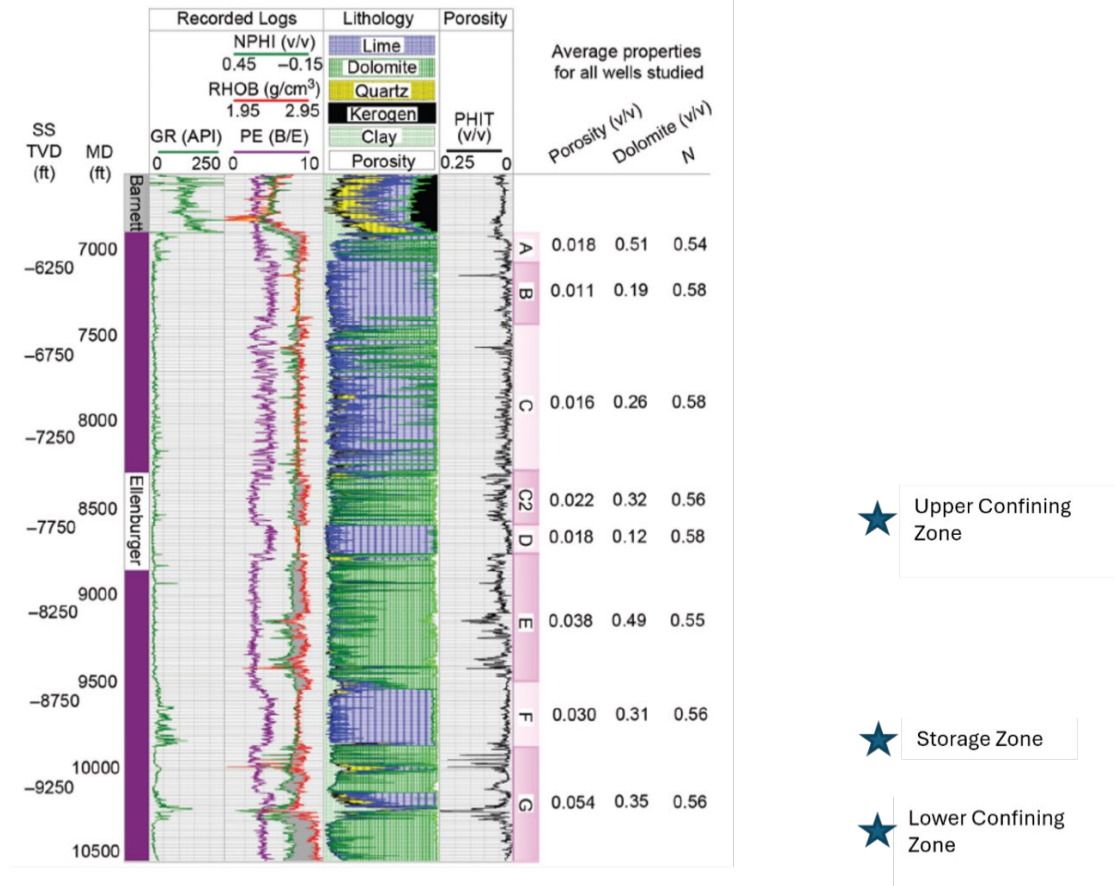 Recorded Logs
Lithology
Porosity
NPHI (v/v)
0.45 –0.15
RHOB (g/cm³)
1.95 2.95
GR (API)
0 250
PE (B/E)
0 10
Lime
Dolomite
Quartz
Kerogen
Clay
Porosity
PHIT
(v/v)
0.25 0
Average properties
for all wells studied
Porosity (v/v)
Dolomite (v/v)
N
SS
TVD
(ft)
MD
(ft)
Barnett
Ellenburger
7000
–6250
7500
–6750
8000
–7250
8500
–7750
9000
–8250
9500
–8750
10000
–9250
10500
A 0.018 0.51 0.54
B 0.011 0.19 0.58
C 0.016 0.26 0.58
C2 0.022 0.32 0.56
D 0.018 0.12 0.58
E 0.038 0.49 0.55
F 0.030 0.31 0.56
G 0.054 0.35 0.56
Upper Confining
Zone
Storage Zone
Lower Confining
Zone